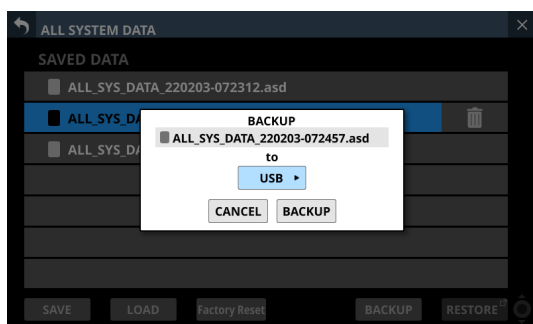 ALL SYSTEM DATA
SAVED DATA
ALL_SYS_DATA_220203-072312.asd
ALL_SYS_DA
ALL_SYS_DA
BACKUP
ALL_SYS_DATA_220203-072457.asd
to
USB
CANCEL BACKUP
SAVE LOAD Factory Reset BACKUP RESTORE